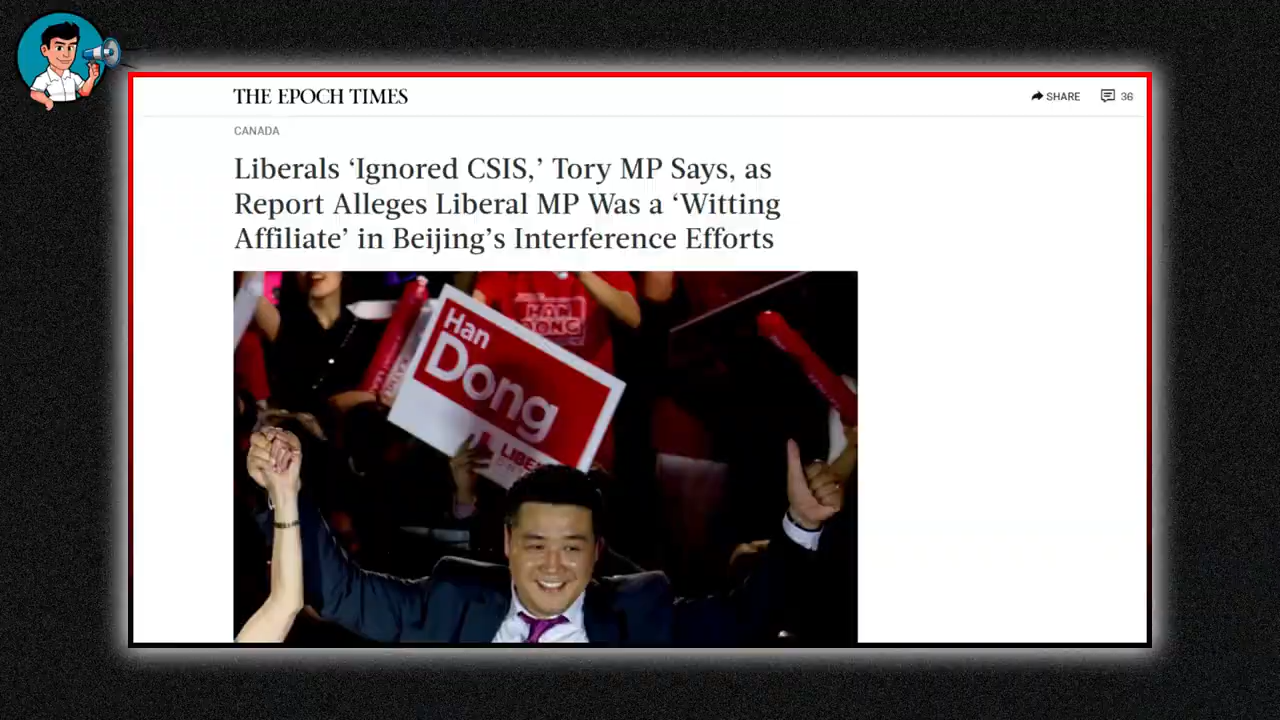 THE EPOCH TIMES
SHARE
36
CANADA
Liberals ‘Ignored CSIS,’ Tory MP Says, as
Report Alleges Liberal MP Was a ‘Witting
Affiliate’ in Beijing’s Interference Efforts
HAN
DONG
Han
Dong